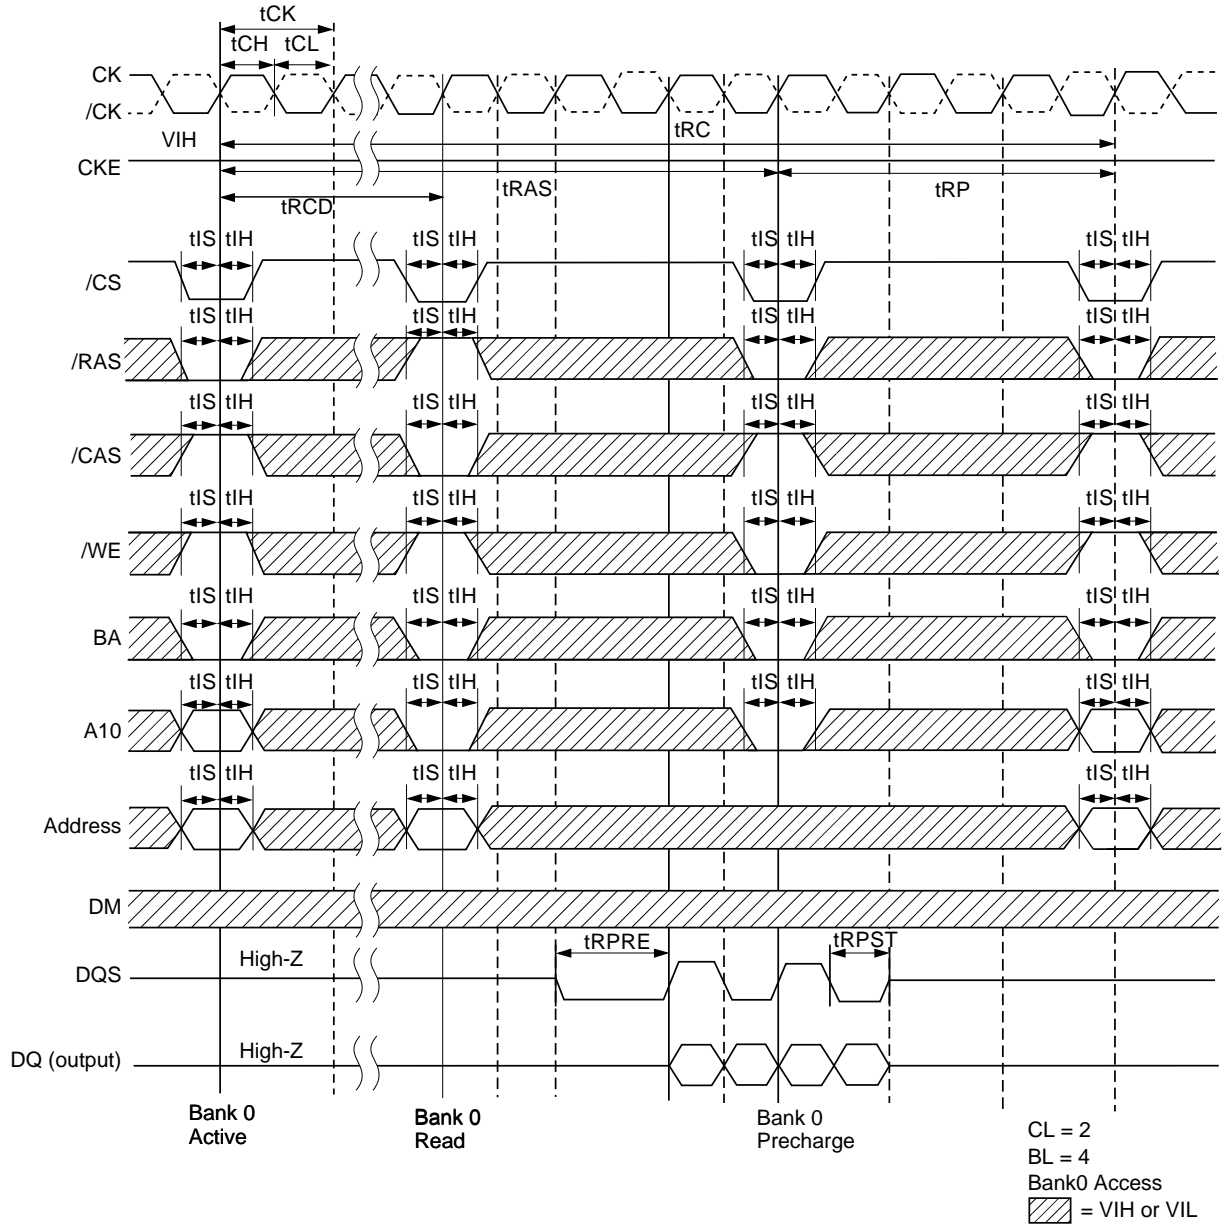 tCK
tCH tCL
CK
/CK
VIH tRC
CKE
tRAS tRP
tRCD
tIS tIH tIS tIH tIS tIH tIS tIH
/CS
tIS tIH tIS tIH tIS tIH tIS tIH
/RAS
tIS tIH tIS tIH tIS tIH tIS tIH
/CAS
tIS tIH tIS tIH tIS tIH tIS tIH
/WE
tIS tIH tIS tIH tIS tIH tIS tIH
BA
tIS tIH tIS tIH tIS tIH tIS tIH
A10
tIS tIH tIS tIH tIS tIH
Address
DM
tRPRE tRPST
High-Z
DQS
High-Z
DQ (output)
Bank 0 Bank 0 Bank 0
Active Read Precharge
CL = 2
BL = 4
Bank0 Access
= VIH or VIL